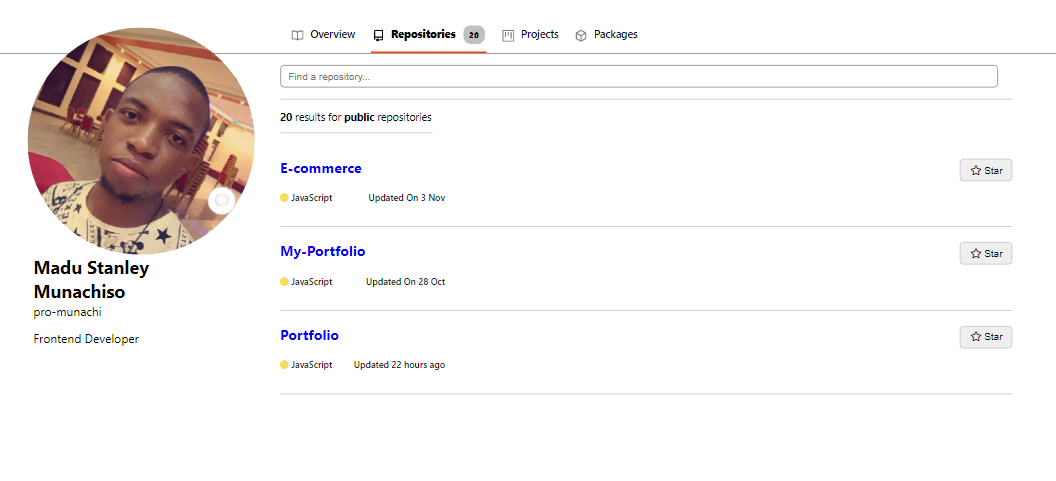 Overview Repositories 20 Projects Packages
Find a repository...
20 results for public repositories
E-commerce
Star
JavaScript Updated On 3 Nov
My-Portfolio
Star
JavaScript Updated On 28 Oct
Portfolio
Star
JavaScript Updated 22 hours ago
Madu Stanley
Munachiso
pro-munachi
Frontend Developer